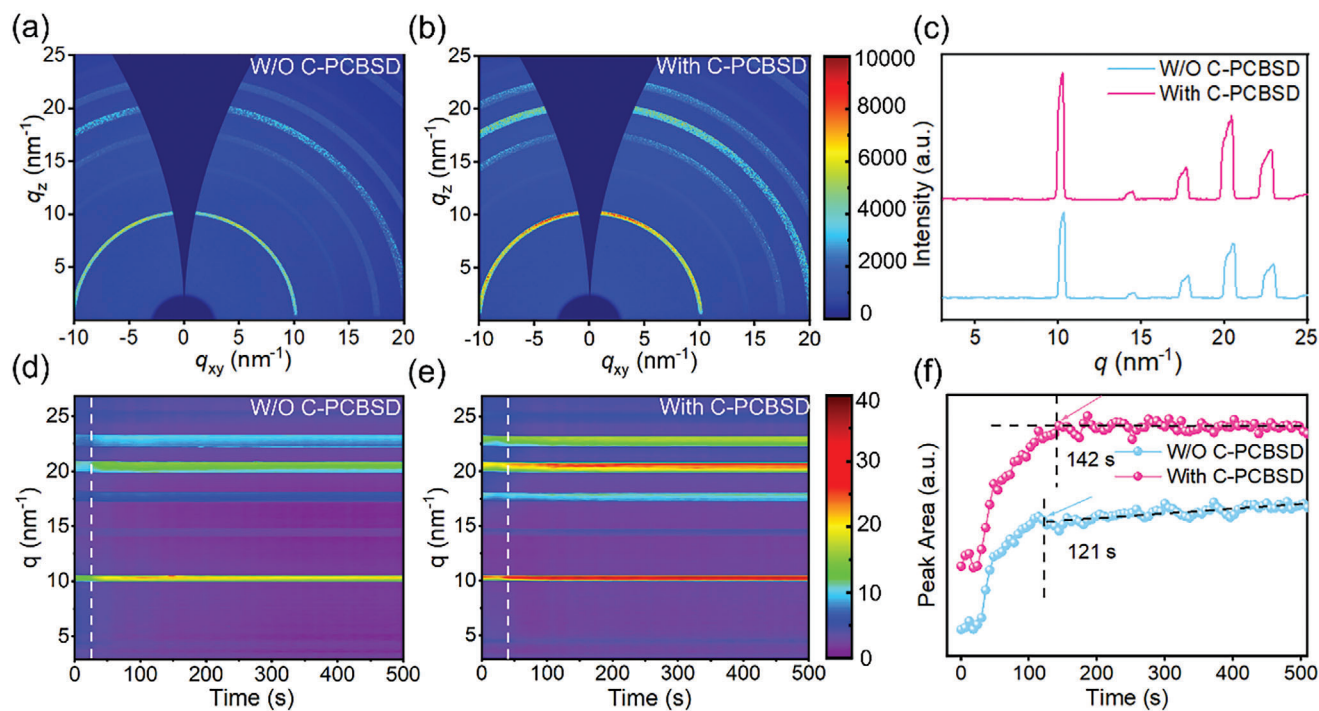 (a)
W/O C-PCBSD
25
20
15
10
5
q_z (nm⁻¹)
-10 -5 0 5 10 15 20
q_xy (nm⁻¹)
(b)
With C-PCBSD
25
20
15
10
5
q_z (nm⁻¹)
-10 -5 0 5 10 15 20
q_xy (nm⁻¹)
10000
8000
6000
4000
2000
0
(c)
W/O C-PCBSD
With C-PCBSD
Intensity (a.u.)
5 10 15 20 25
q (nm⁻¹)
(d)
W/O C-PCBSD
25
20
15
10
5
q (nm⁻¹)
0 100 200 300 400 500
Time (s)
(e)
With C-PCBSD
25
20
15
10
5
q (nm⁻¹)
0 100 200 300 400 500
Time (s)
40
30
20
10
0
(f)
142 s
W/O C-PCBSD
With C-PCBSD
121 s
Peak Area (a.u.)
0 100 200 300 400 500
Time (s)